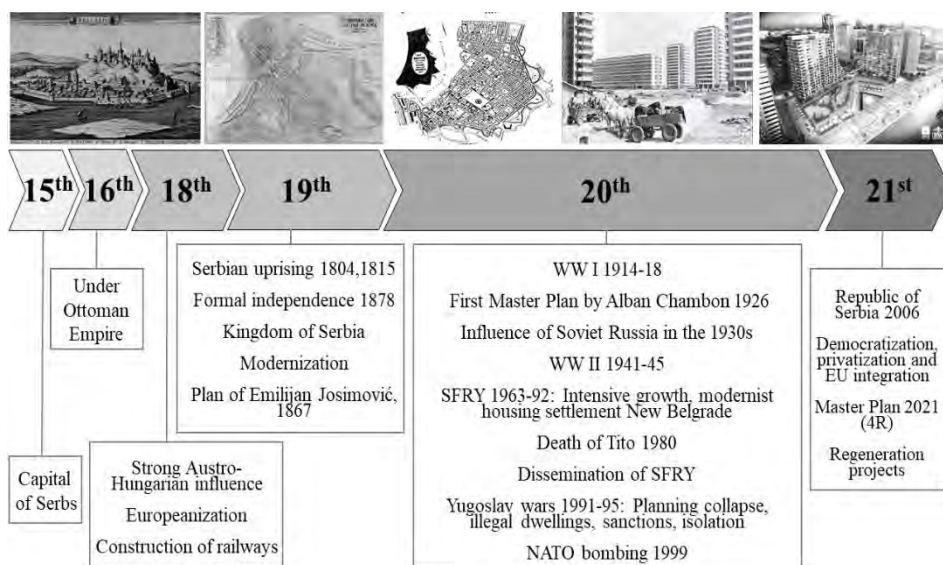 15th
16th
18th
19th
20th
21st
Capital
of Serbs
Under
Ottoman
Empire
Strong Austro-
Hungarian influence
Europeanization
Construction of railways
Serbian uprising 1804,1815
Formal independence 1878
Kingdom of Serbia
Modernization
Plan of Emilijan Josimović,
1867
WW I 1914-18
First Master Plan by Alban Chambon 1926
Influence of Soviet Russia in the 1930s
WW II 1941-45
SFRY 1963-92: Intensive growth, modernist
housing settlement New Belgrade
Death of Tito 1980
Dissemination of SFRY
Yugoslav wars 1991-95: Planning collapse,
illegal dwellings, sanctions, isolation
NATO bombing 1999
Republic of
Serbia 2006
Democratization,
privatization and
EU integration
Master Plan 2021
(4R)
Regeneration
projects